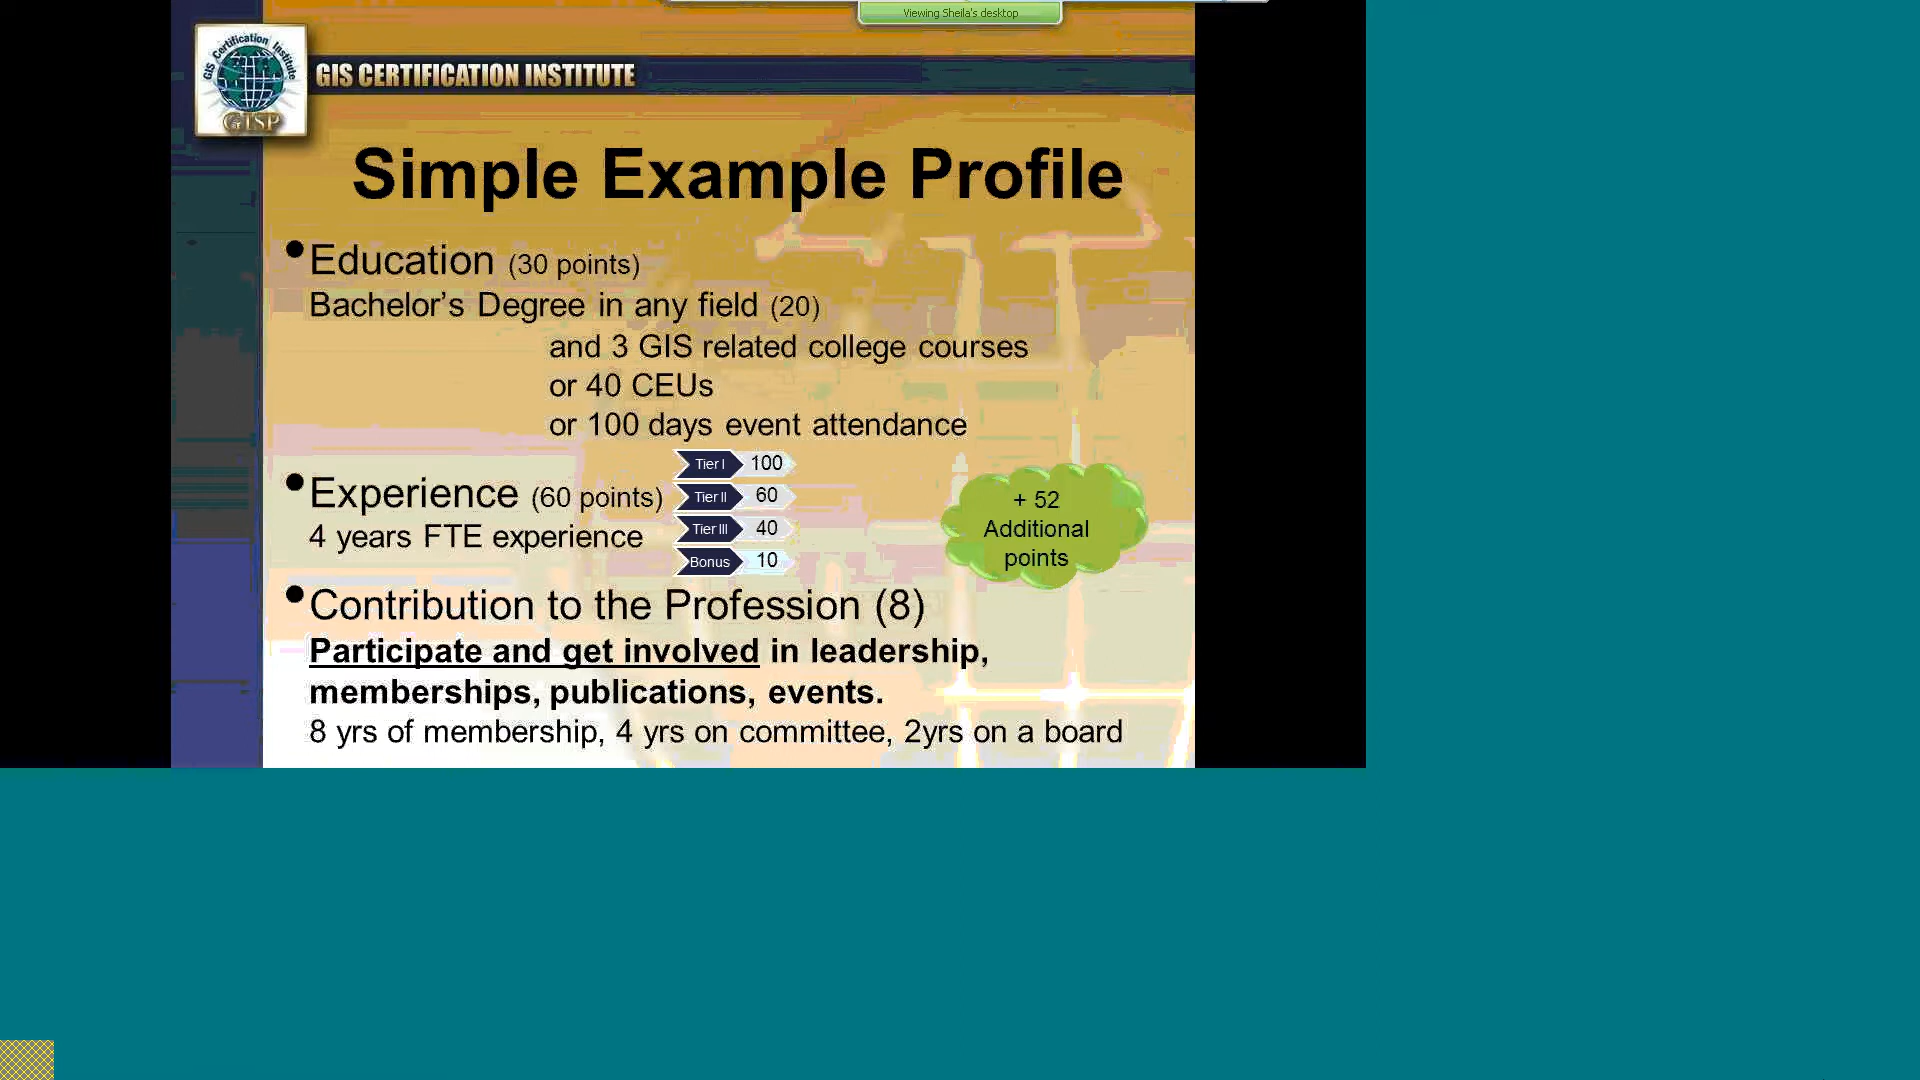 Viewing Sheila's desktop
GIS Certification Institute
GISP
GIS CERTIFICATION INSTITUTE
Simple Example Profile
• Education (30 points)
Bachelor’s Degree in any field (20)
and 3 GIS related college courses
or 40 CEUs
or 100 days event attendance
Tier I 100
• Experience (60 points)
Tier II 60
4 years FTE experience
Tier III 40
Bonus 10
+ 52
Additional
points
• Contribution to the Profession (8)
Participate and get involved in leadership,
memberships, publications, events.
8 yrs of membership, 4 yrs on committee, 2yrs on a board